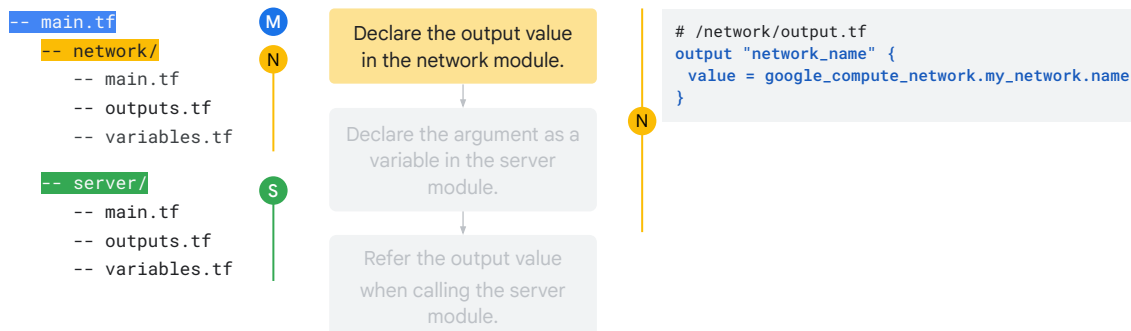 -- main.tf
M
-- network/
N
-- main.tf
-- outputs.tf
-- variables.tf
-- server/
S
-- main.tf
-- outputs.tf
-- variables.tf
Declare the output value
in the network module.
Declare the argument as a
variable in the server
module.
Refer the output value
when calling the server
module.
N
# /network/output.tf
output "network_name" {
value = google_compute_network.my_network.name
}